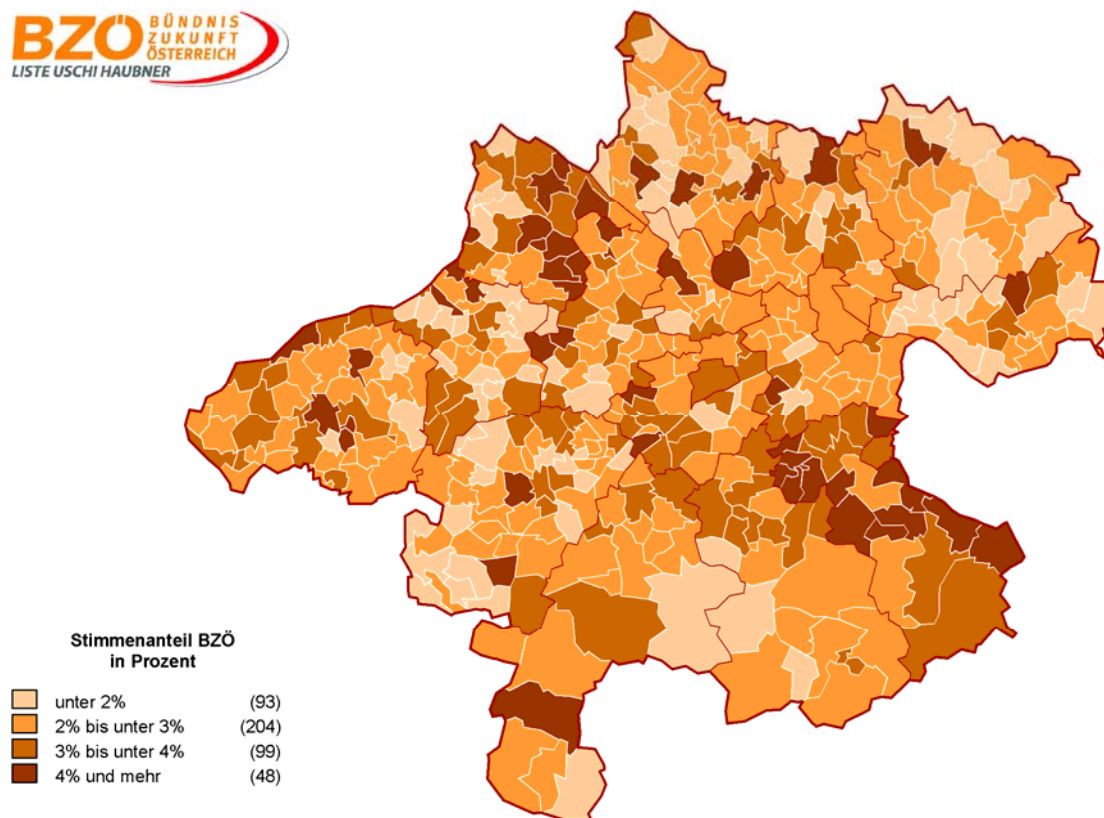 BZÖ BÜNDNIS
ZUKUNFT
ÖSTERREICH
LISTE USCHI HAUBNER
Stimmenanteil BZÖ
in Prozent
unter 2% (93)
2% bis unter 3% (204)
3% bis unter 4% (99)
4% und mehr (48)